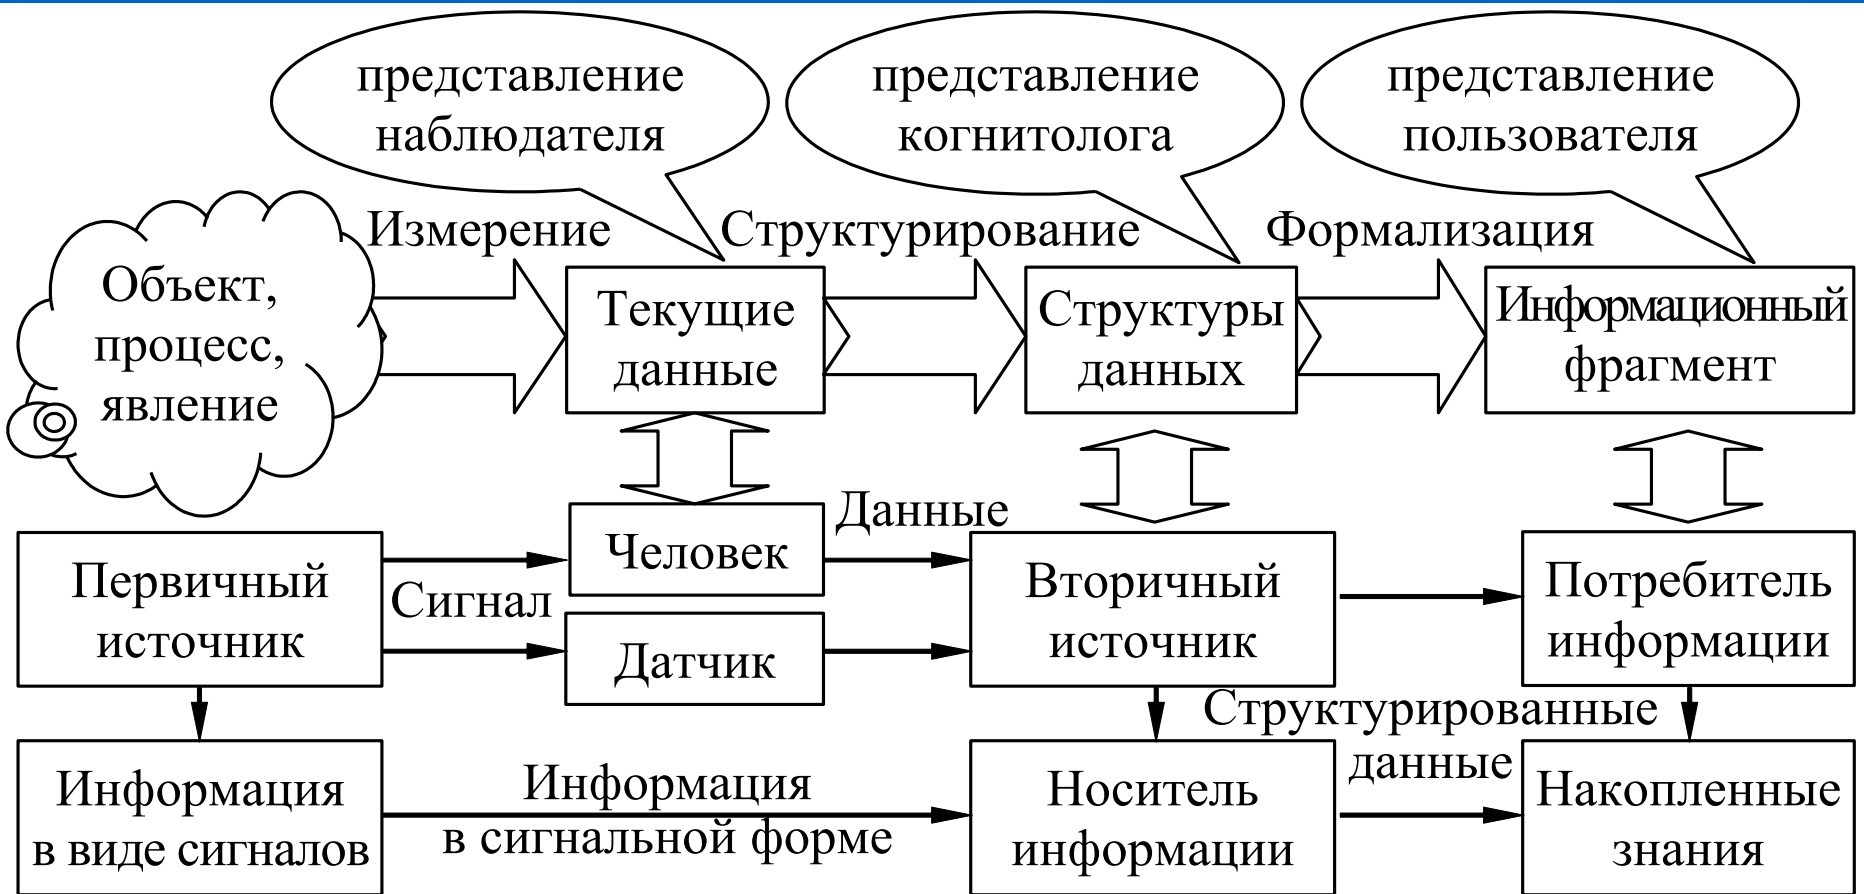 представление
наблюдателя
представление
когнитолога
представление
пользователя
Измерение
Структурирование
Формализация
Объект,
процесс,
явление
Текущие
данные
Структуры
данных
Информационный
фрагмент
Первичный
источник
Сигнал
Человек
Датчик
Данные
Вторичный
источник
Потребитель
информации
Информация
в виде сигналов
Информация
в сигнальной форме
Носитель
информации
Структурированные
данные
Накопленные
знания